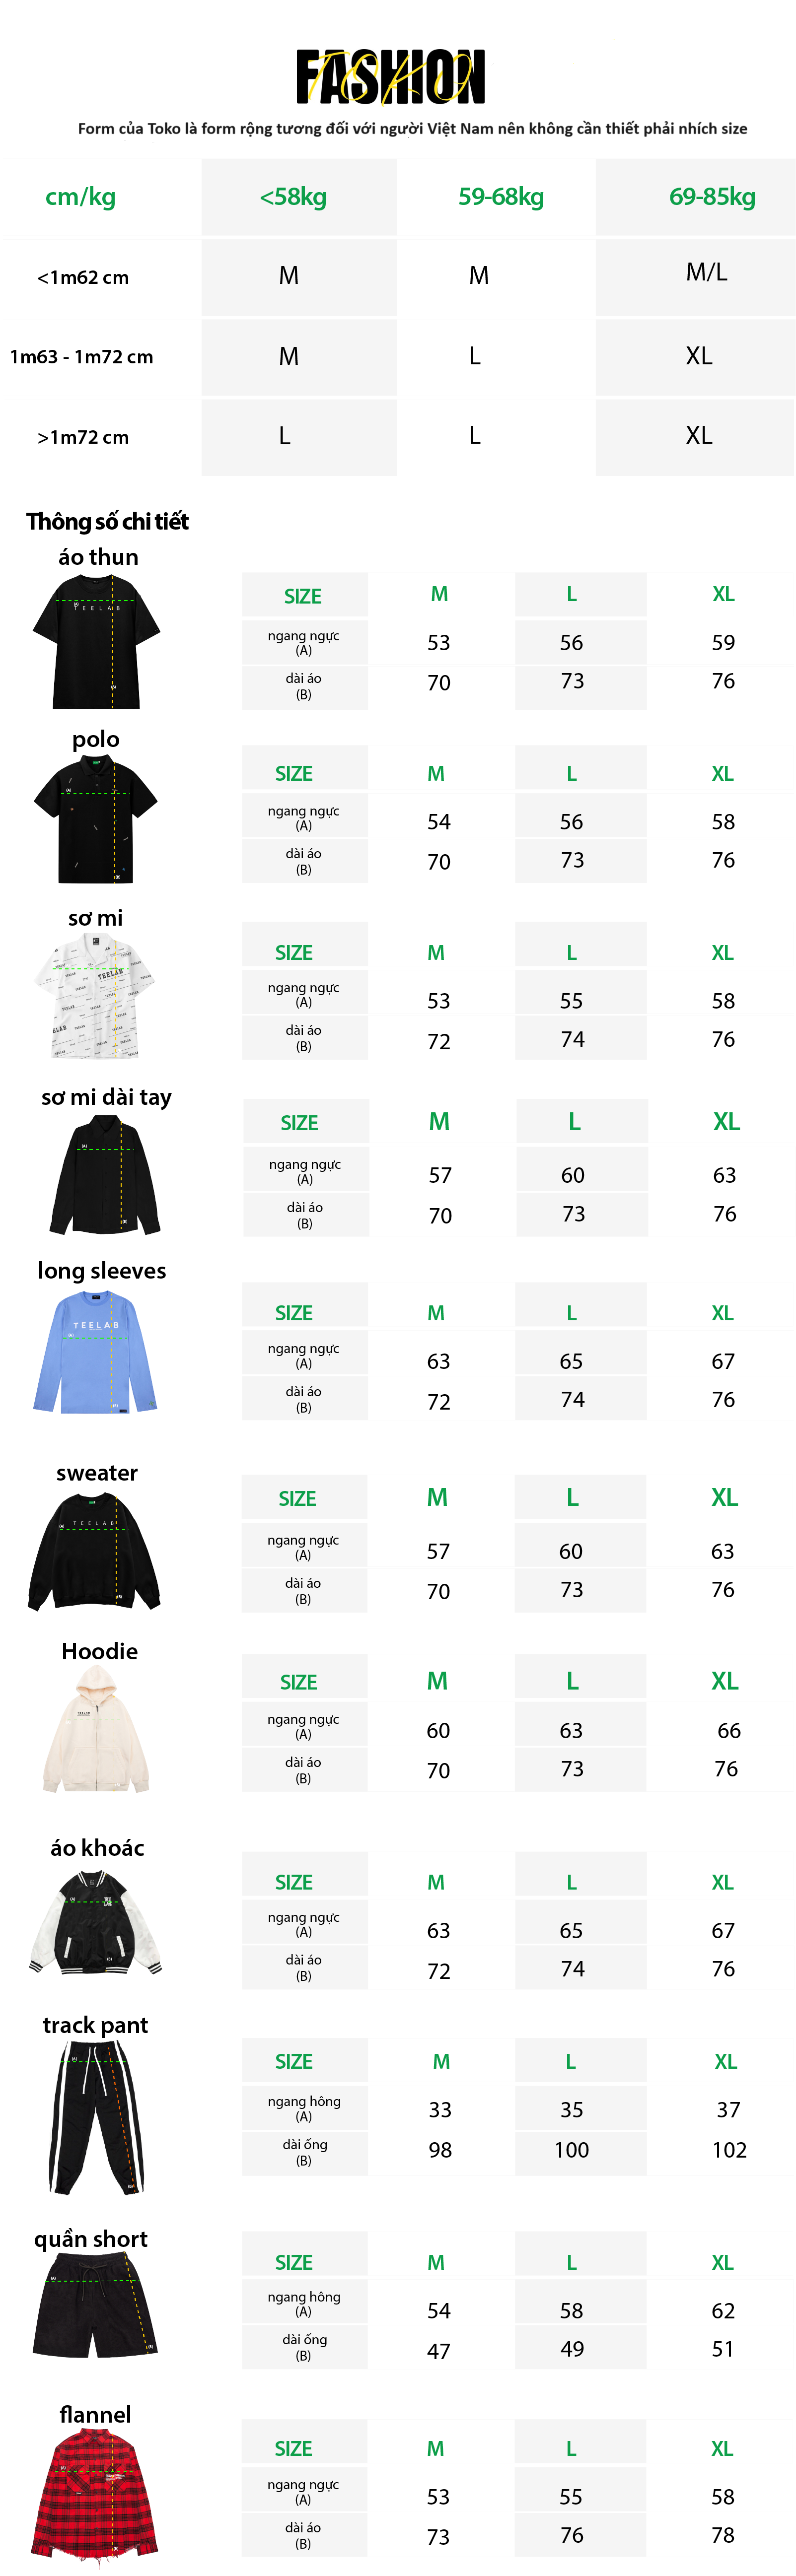 FASHION
TOKO
Form của Toko là form rộng tương đối với người Việt Nam nên không cần thiết phải nhích size
cm/kg <58kg 59-68kg 69-85kg
<1m62 cm M M M/L
1m63 - 1m72 cm M L XL
>1m72 cm L L XL
Thông số chi tiết
áo thun
TEELAB
SIZE M L XL
ngang ngực (A) 53 56 59
dài áo (B) 70 73 76
polo
SIZE M L XL
ngang ngực (A) 54 56 58
dài áo (B) 70 73 76
sơ mi
TEELAB
SIZE M L XL
ngang ngực (A) 53 55 58
dài áo (B) 72 74 76
sơ mi dài tay
SIZE M L XL
ngang ngực (A) 57 60 63
dài áo (B) 70 73 76
long sleeves
TEELAB
SIZE M L XL
ngang ngực (A) 63 65 67
dài áo (B) 72 74 76
sweater
TEELAB
SIZE M L XL
ngang ngực (A) 57 60 63
dài áo (B) 70 73 76
Hoodie
TEELAB
SIZE M L XL
ngang ngực (A) 60 63 66
dài áo (B) 70 73 76
áo khoác
TEE
LAB
SIZE M L XL
ngang ngực (A) 63 65 67
dài áo (B) 72 74 76
track pant
SIZE M L XL
ngang hông (A) 33 35 37
dài ống (B) 98 100 102
quần short
SIZE M L XL
ngang hông (A) 54 58 62
dài ống (B) 47 49 51
flannel
SIZE M L XL
ngang ngực (A) 53 55 58
dài áo (B) 73 76 78